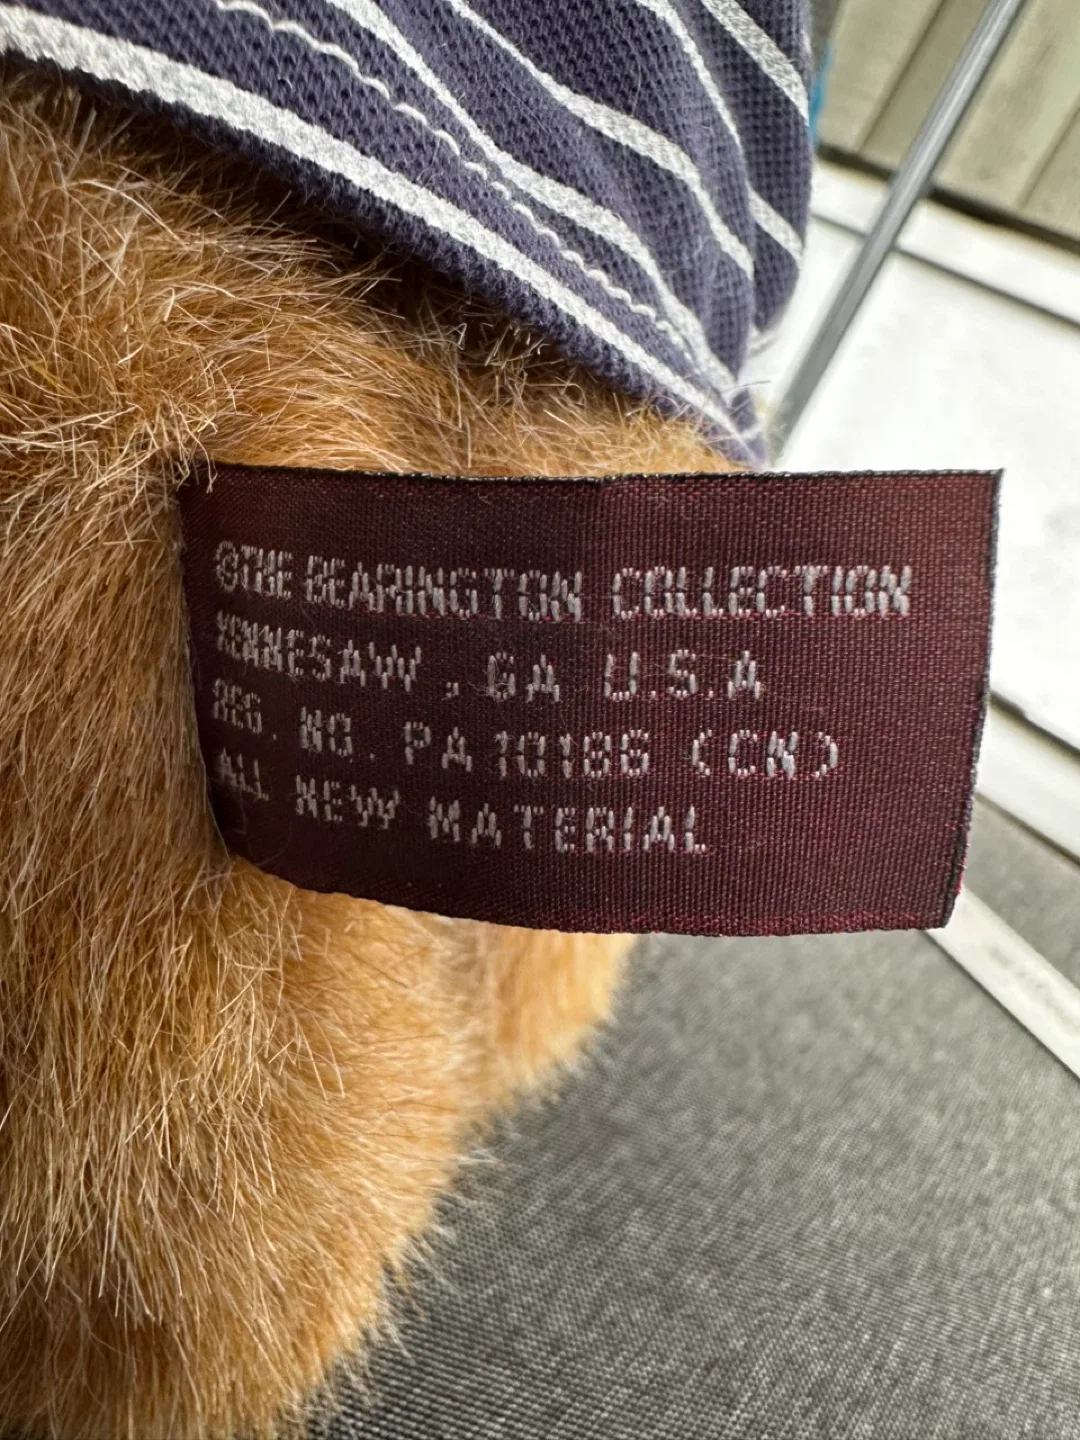 ©THE BEARINGTON COLLECTION
KENNESAW, GA U.S.A
REG. NO. PA 10186 (CN)
ALL NEW MATERIAL